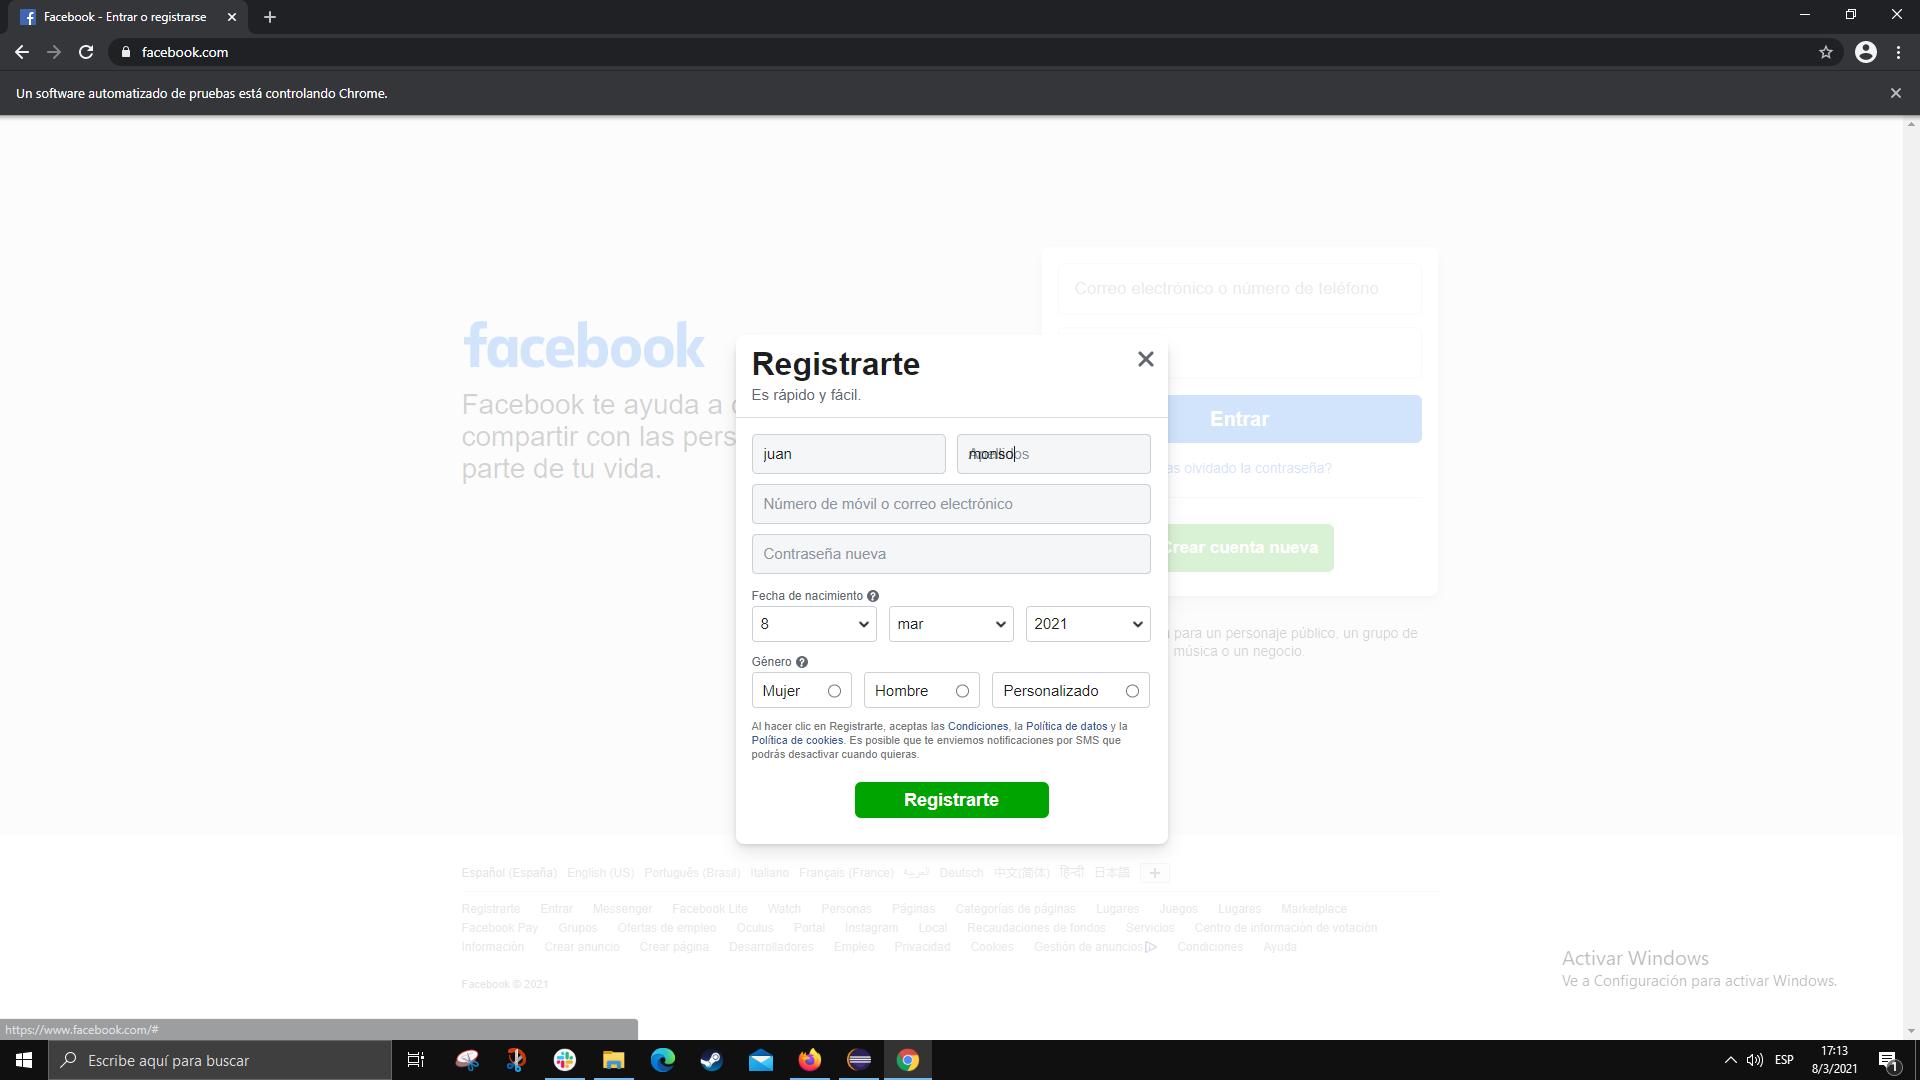 Facebook - Entrar o registrarse
facebook.com
Un software automatizado de pruebas está controlando Chrome.
facebook
Facebook te ayuda a
compartir con las pers
parte de tu vida.
Correo electrónico o número de teléfono
Entrar
as olvidado la contraseña?
Crear cuenta nueva
para un personaje público, un grupo de
música o un negocio.
Registrarte
Es rápido y fácil.
juan
Apellidos
Número de móvil o correo electrónico
Contraseña nueva
Fecha de nacimiento
8 mar 2021
Género
Mujer Hombre Personalizado
Al hacer clic en Registrarte, aceptas las Condiciones, la Política de datos y la
Política de cookies. Es posible que te enviemos notificaciones por SMS que
podrás desactivar cuando quieras.
Registrarte
Español (España) English (US) Português (Brasil) Italiano Français (France) العربية Deutsch 中文(简体) हिन्दी 日本語
Registrarte Entrar Messenger Facebook Lite Watch Personas Páginas Categorías de páginas Lugares Juegos Lugares Marketplace
Facebook Pay Grupos Ofertas de empleo Oculus Portal Instagram Local Recaudaciones de fondos Servicios Centro de información de votación
Información Crear anuncio Crear página Desarrolladores Empleo Privacidad Cookies Gestión de anuncios Condiciones Ayuda
Facebook © 2021
Activar Windows
Ve a Configuración para activar Windows.
https://www.facebook.com/#
Escribe aquí para buscar
ESP
17:13
8/3/2021
1